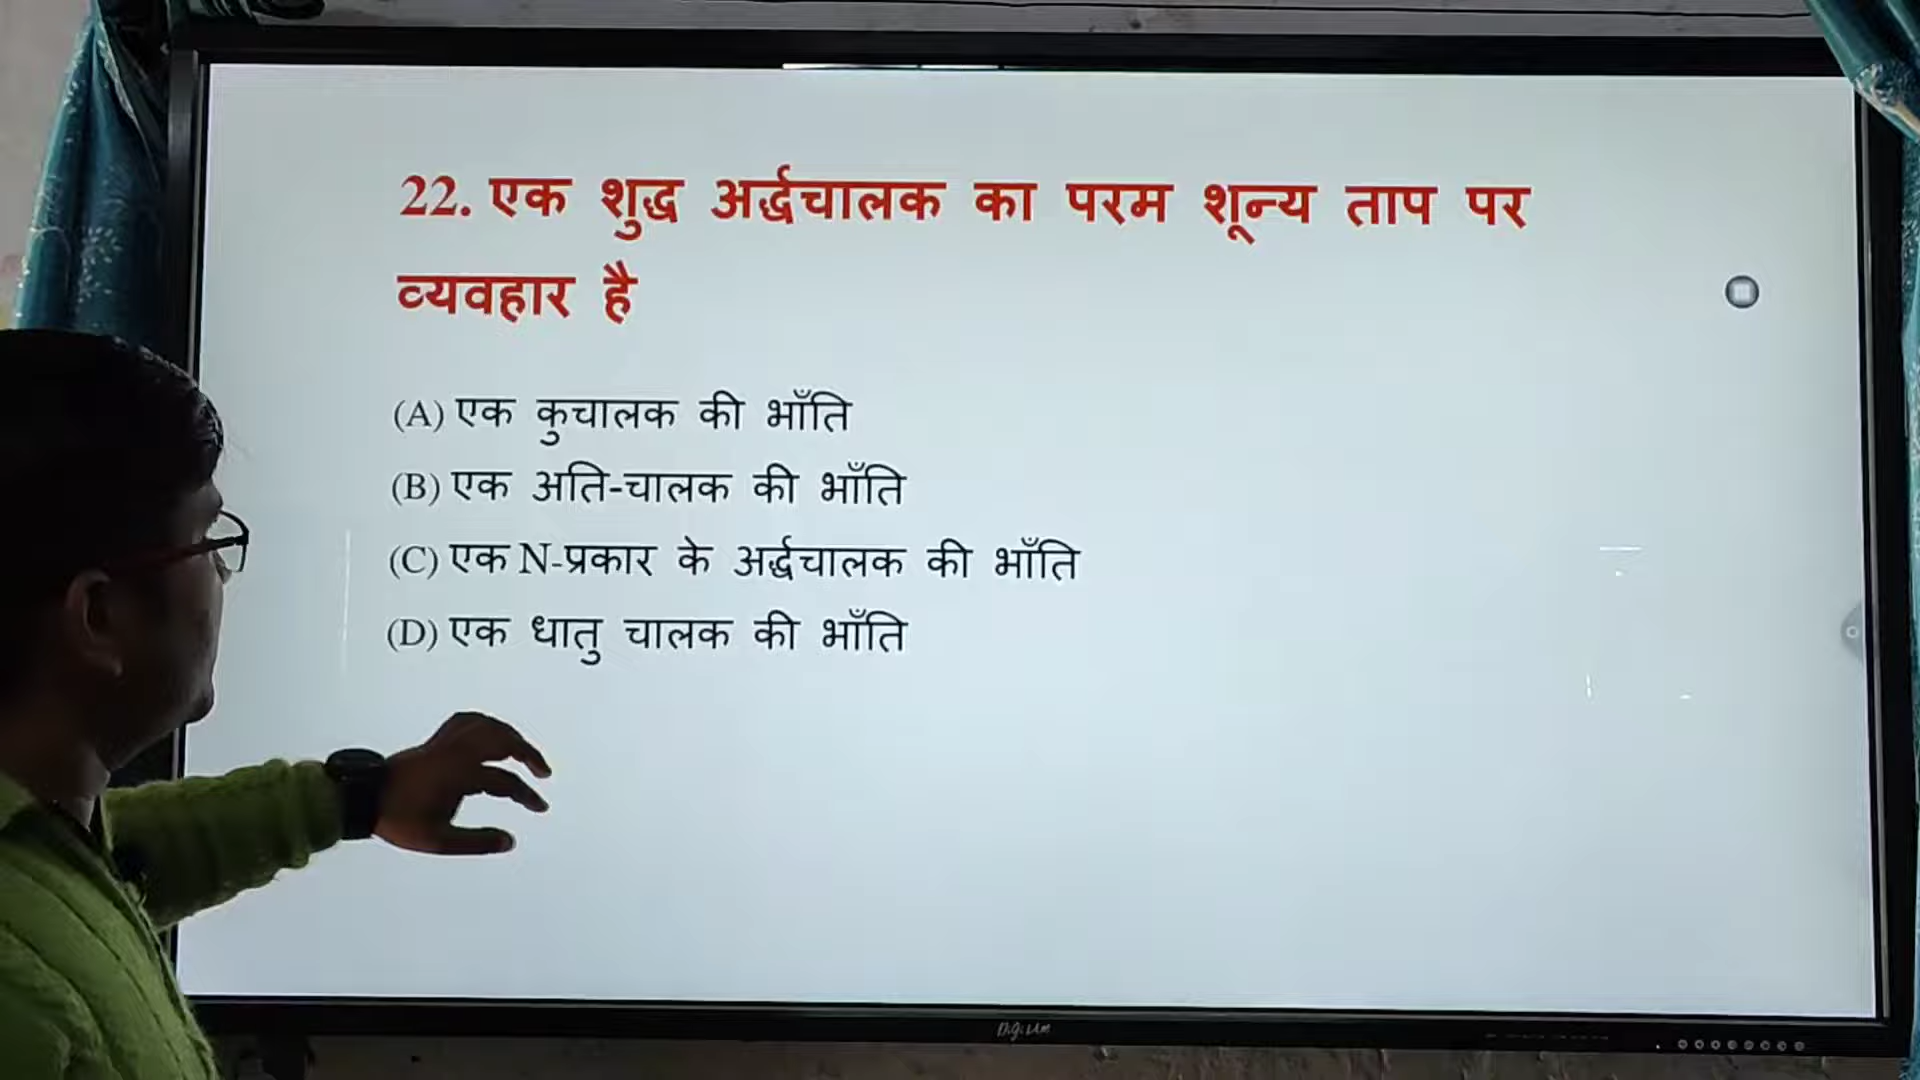 22. एक शुद्ध अर्द्धचालक का परम शून्य ताप पर
व्यवहार है
(A) एक कुचालक की भाँति
(B) एक अति-चालक की भाँति
(C) एक N-प्रकार के अर्द्धचालक की भाँति
(D) एक धातु चालक की भाँति